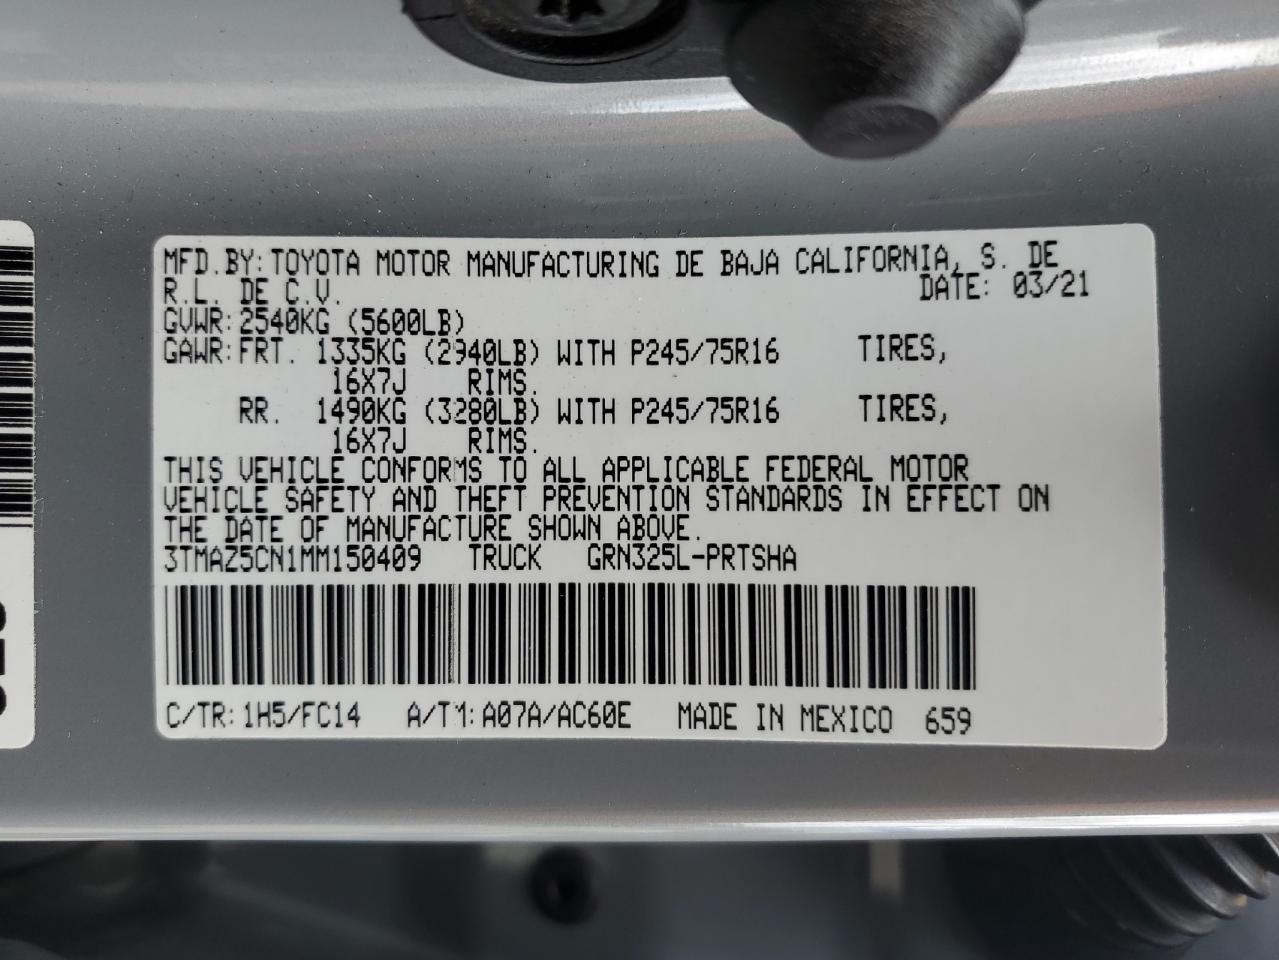 MFD.BY:TOYOTA MOTOR MANUFACTURING DE BAJA CALIFORNIA, S. DE
R.L. DE C.V. DATE: 03/21
GVWR:2540KG (5600LB)
GAWR:FRT. 1335KG (2940LB) WITH P245/75R16 TIRES,
16X7J RIMS.
RR. 1490KG (3280LB) WITH P245/75R16 TIRES,
16X7J RIMS.
THIS VEHICLE CONFORMS TO ALL APPLICABLE FEDERAL MOTOR
VEHICLE SAFETY AND THEFT PREVENTION STANDARDS IN EFFECT ON
THE DATE OF MANUFACTURE SHOWN ABOVE.
3TMAZ5CN1MM150409 TRUCK GRN325L-PRTSHA
C/TR:1H5/FC14 A/TM:A07A/AC60E MADE IN MEXICO 659